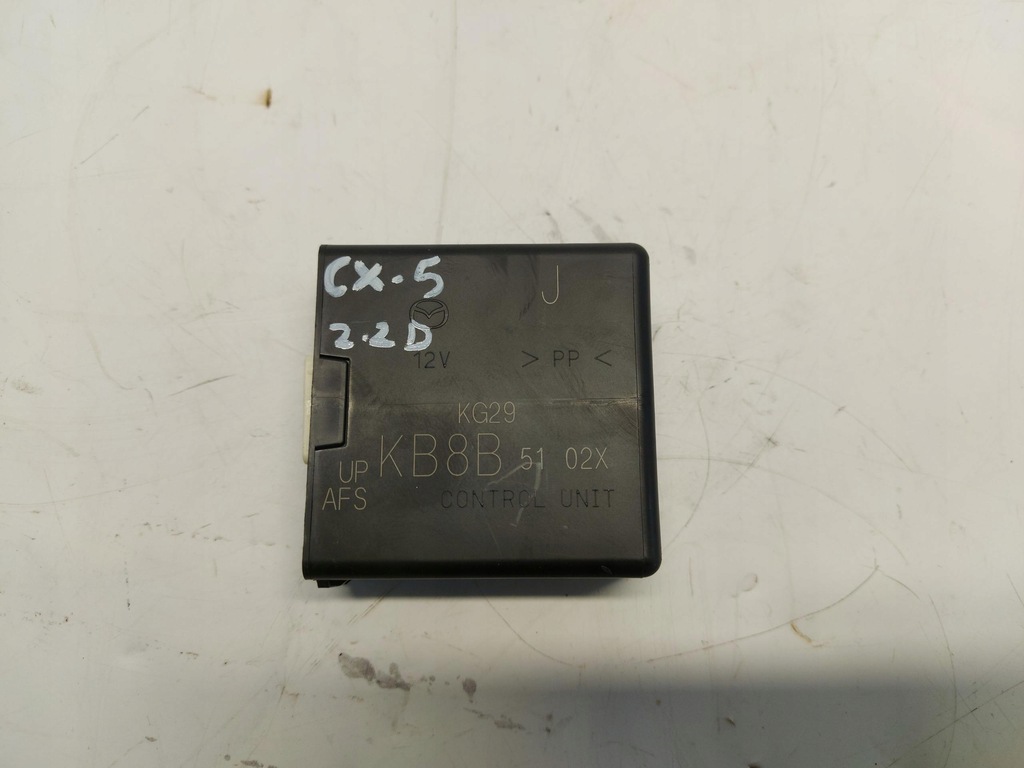 CX-5
J
2.2D
12V > PP <
KG29
UP KB8B 51 02X
AFS CONTROL UNIT